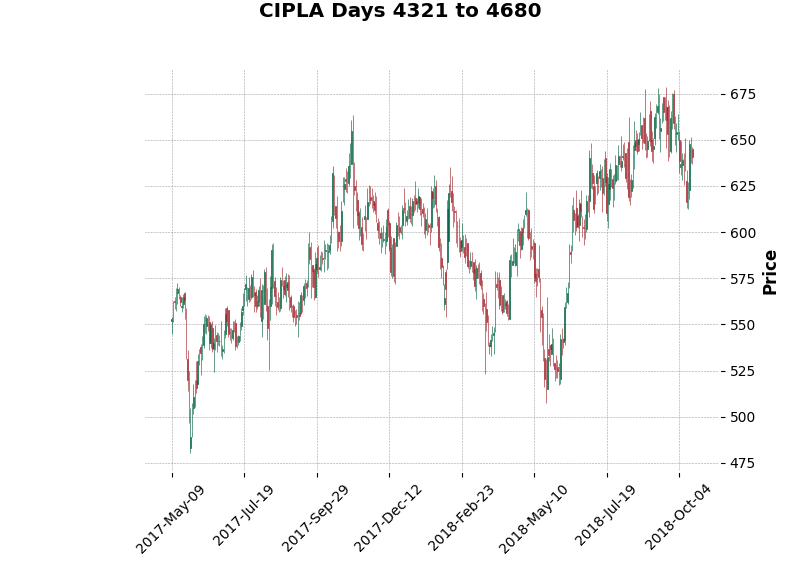 CIPLA Days 4321 to 4680
675
650
625
600
575
550
525
500
475
Price
2017-May-09
2017-Jul-19
2017-Sep-29
2017-Dec-12
2018-Feb-23
2018-May-10
2018-Jul-19
2018-Oct-04